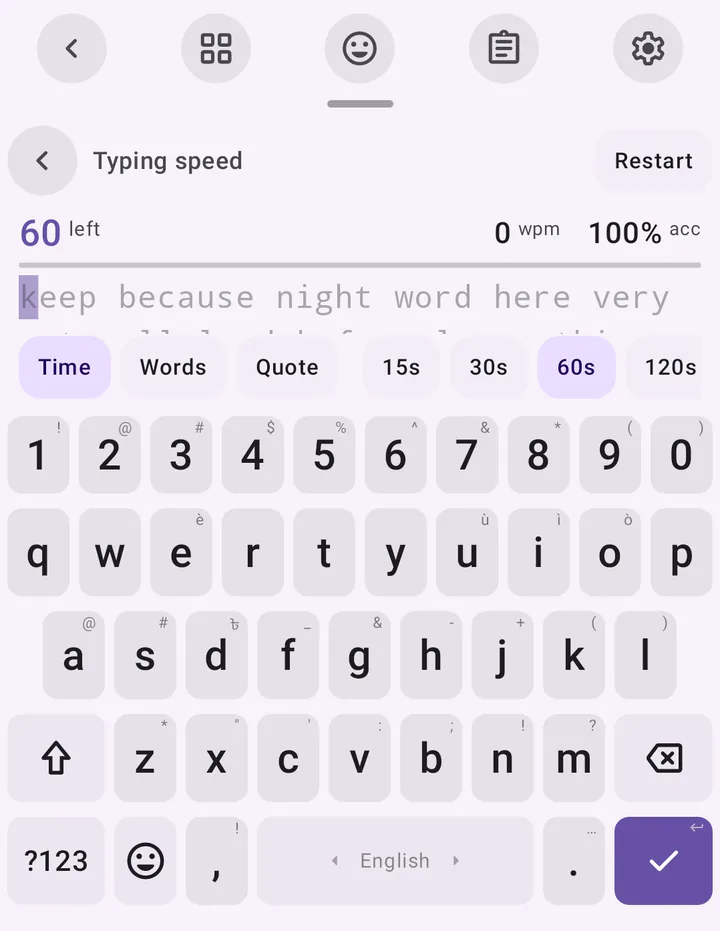 Typing speed Restart
60 left 0 wpm 100% acc
keep because night word here very
Time Words Quote 15s 30s 60s 120s
! @ # $ % ^ & * ( )
1 2 3 4 5 6 7 8 9 0
è ù ì ò
q w e r t y u i o p
@ # _ & - + ( )
a s d f g h j k l
* " ' : ; ! ?
z x c v b n m
! …
?123 , English .